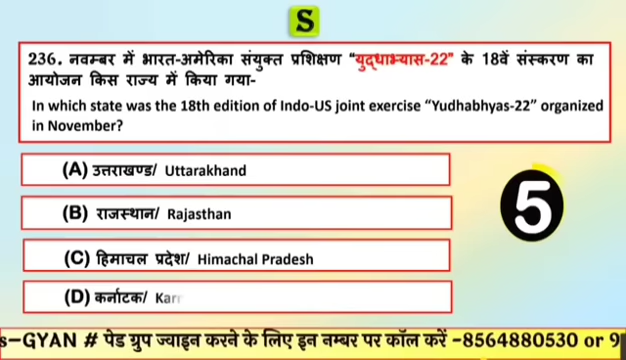 S
236. नवम्बर में भारत-अमेरिका संयुक्त प्रशिक्षण "युद्धाभ्यास-22" के 18वें संस्करण का
आयोजन किस राज्य में किया गया-
In which state was the 18th edition of Indo-US joint exercise "Yudhabhyas-22" organized
in November?
(A) उत्तराखण्ड/ Uttarakhand
(B) राजस्थान/ Rajasthan
5
(C) हिमाचल प्रदेश/ Himachal Pradesh
(D) कर्नाटक/ Kar
s-GYAN # पेड ग्रुप ज्वाइन करने के लिए इन नम्बर पर कॉल करें -8564880530 or 9